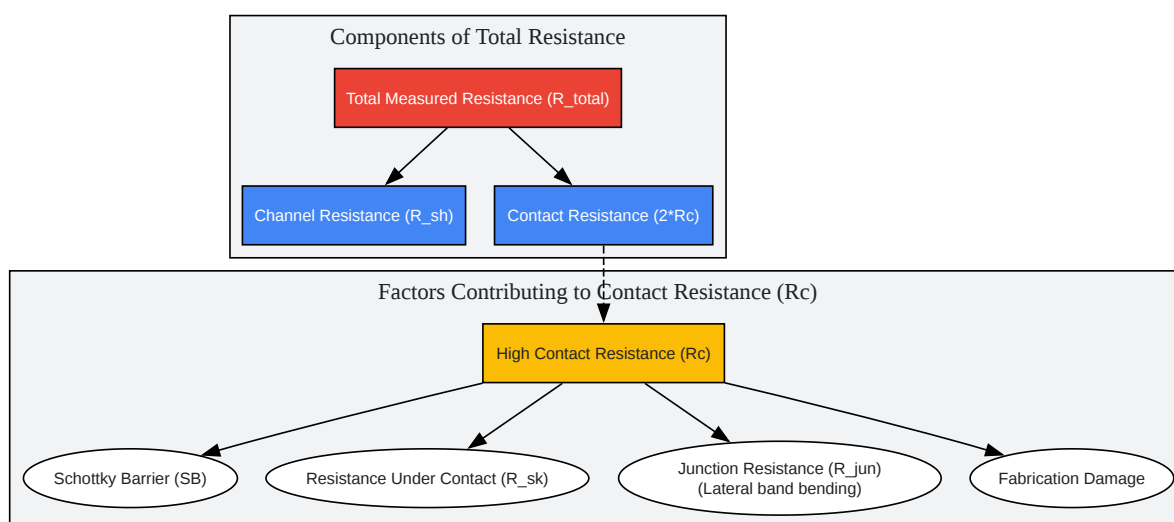 Components of Total Resistance
Total Measured Resistance (R_total)
Channel Resistance (R_sh)
Contact Resistance (2*Rc)
Factors Contributing to Contact Resistance (Rc)
High Contact Resistance (Rc)
Schottky Barrier (SB)
Resistance Under Contact (R_sk)
Junction Resistance (R_jun)
(Lateral band bending)
Fabrication Damage